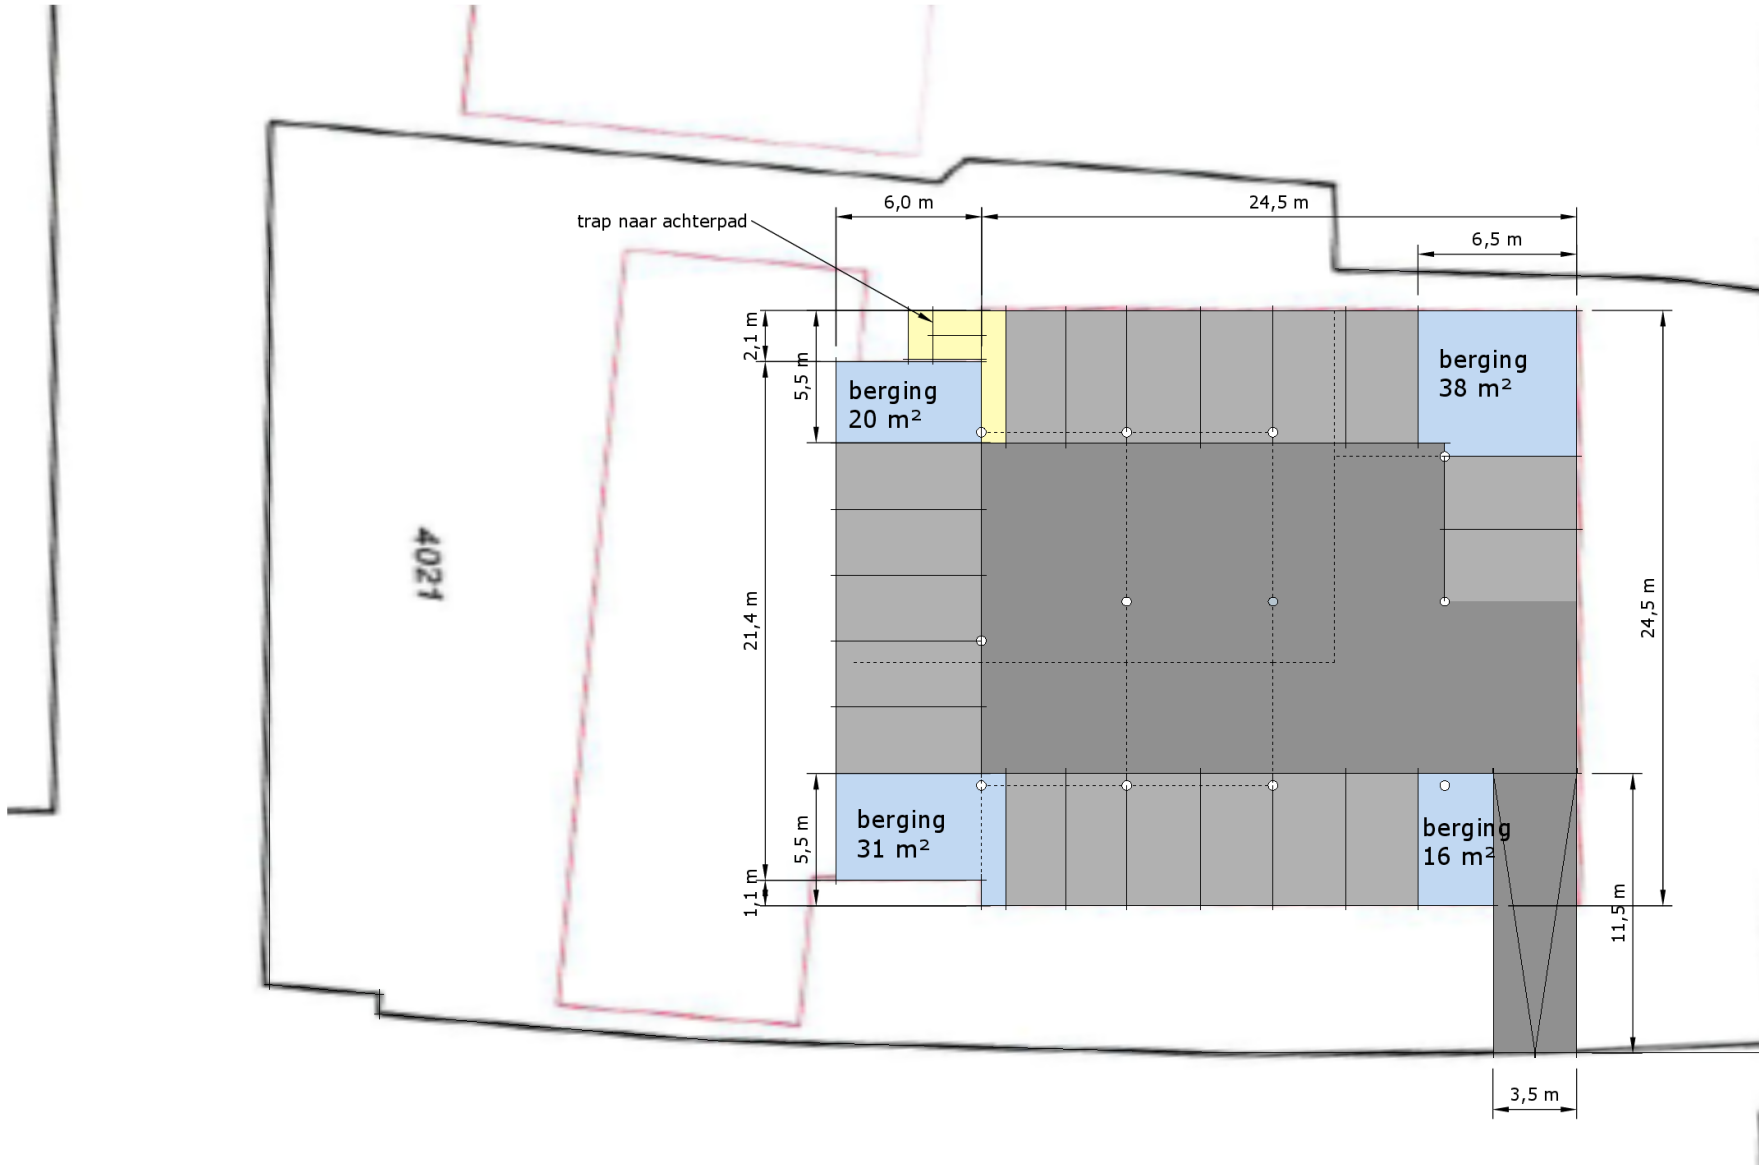 6,0 m
24,5 m
trap naar achterpad
6,5 m
2,1 m
5,5 m
berging
20 m²
berging
38 m²
4021
21,4 m
24,5 m
5,5 m
berging
31 m²
berging
16 m²
1,1 m
11,5 m
3,5 m